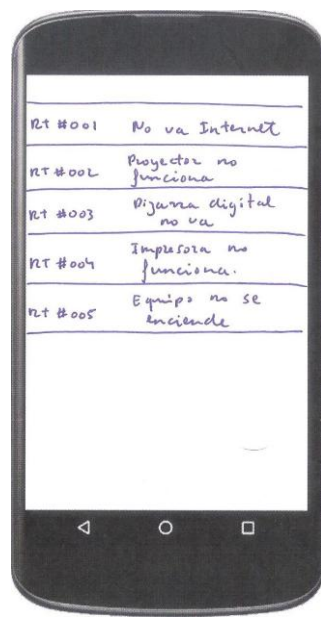 RT #001 No va Internet
RT #002 Proyector no
funciona
RT #003 Pizarra digital
no va
RT #004 Impresora no
funciona.
RT #005 Equipo no se
enciende